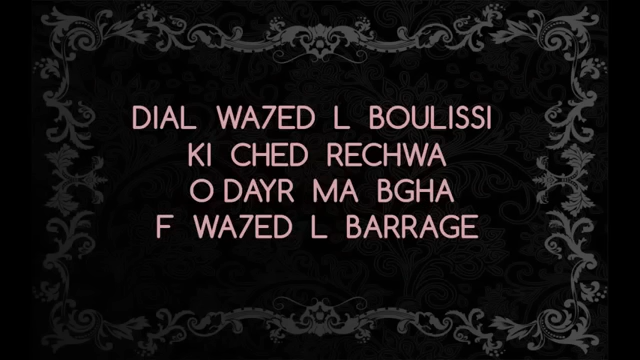 DIAL WA7ED L BOULISSI
KI CHED RECHWA
O DAYR MA BGHA
F WA7ED L BARRAGE